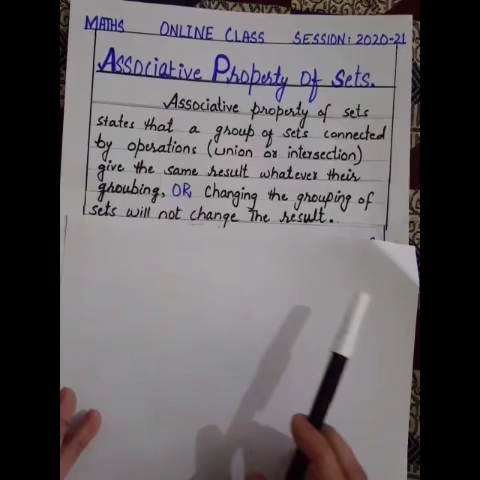 MATHS ONLINE CLASS SESSION: 2020-21
Associative Property of Sets.
Associative property of sets
states that a group of sets connected
by operations (union or intersection)
give the same result whatever their
groubing, OR, Changing the grouping of
sets will not change The result.